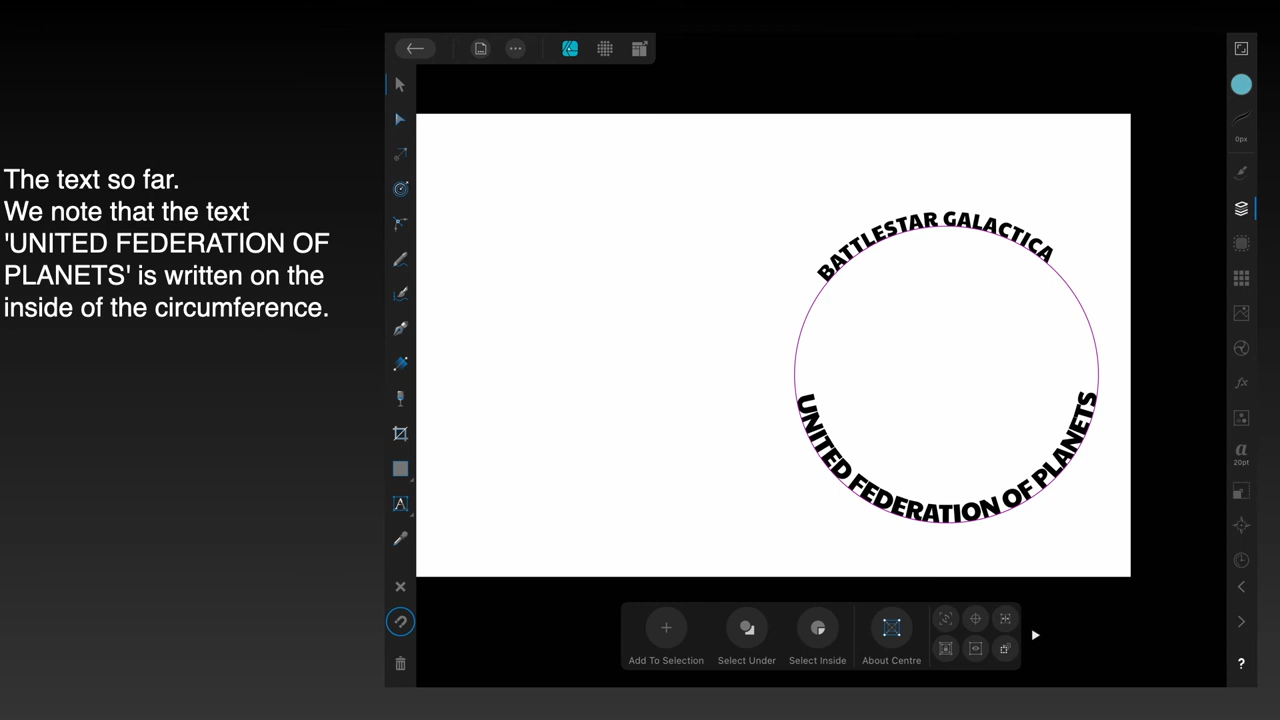 The text so far.
We note that the text
'UNITED FEDERATION OF
PLANETS' is written on the
inside of the circumference.
BATTLESTAR GALACTICA
UNITED FEDERATION OF PLANETS
0px
fx
a
20pt
A
?
Add To Selection
Select Under
Select Inside
About Centre